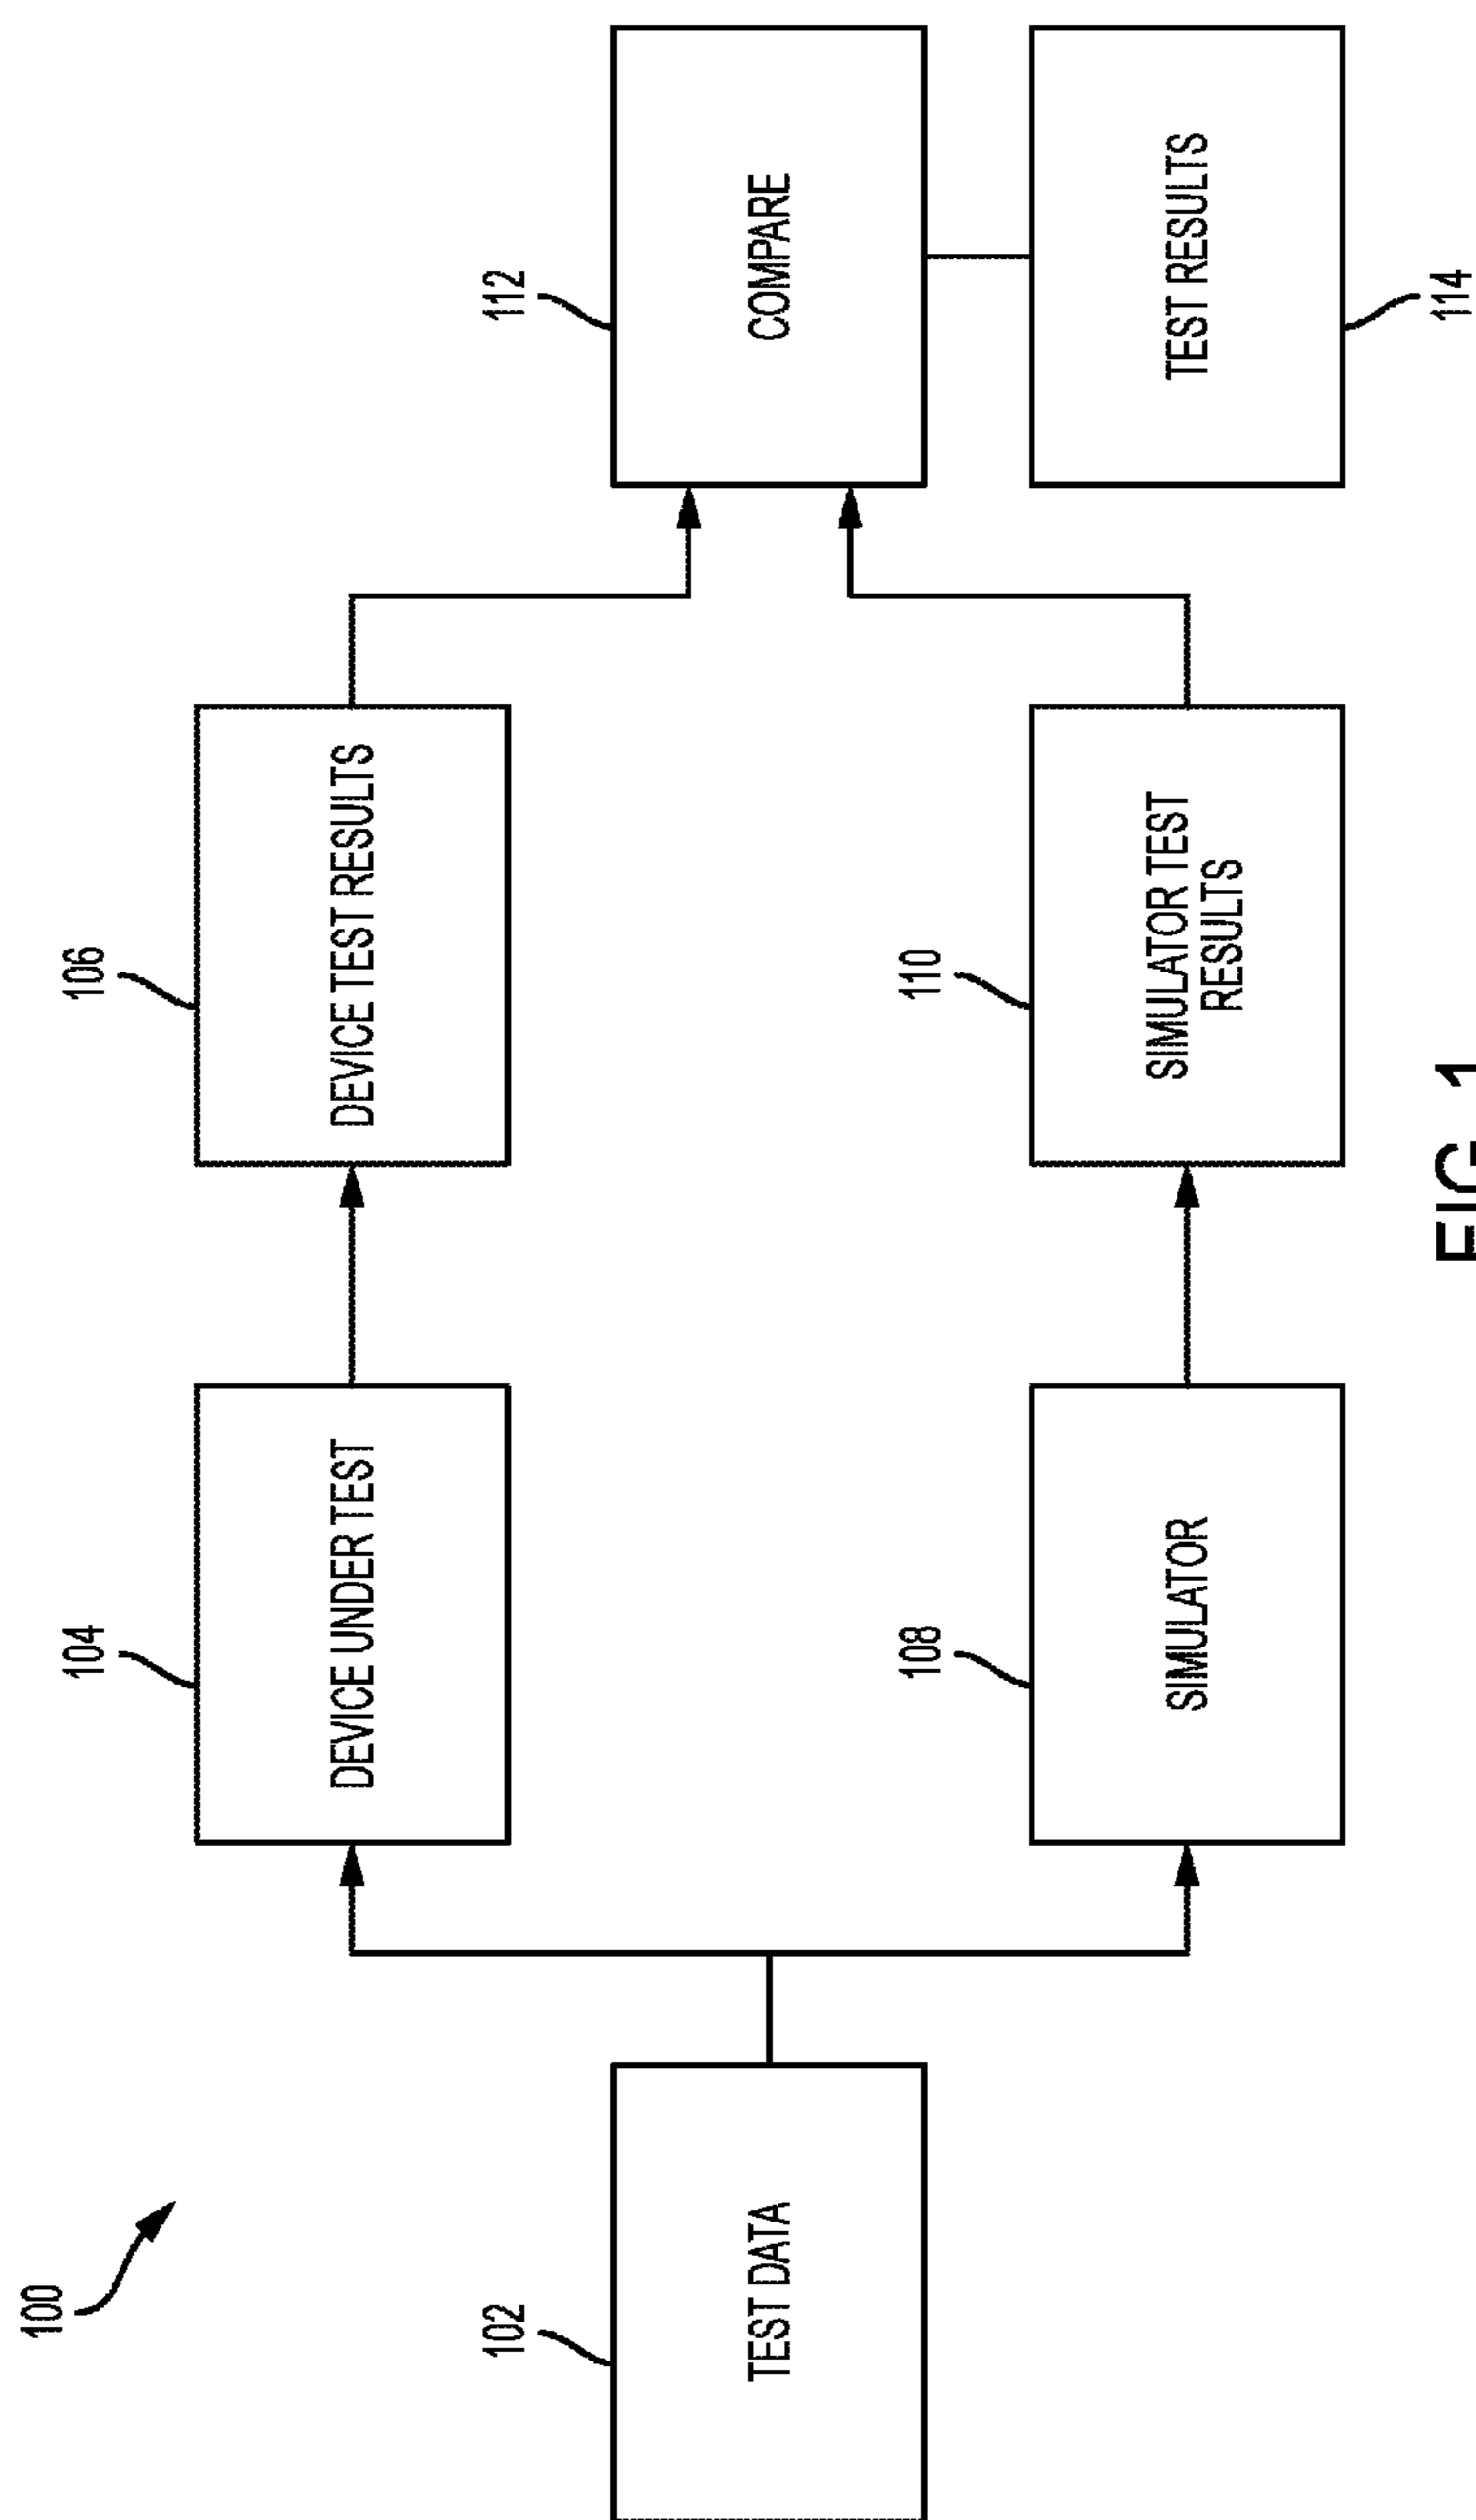 100
102
TEST DATA
104
DEVICE UNDER TEST
106
DEVICE TEST RESULTS
108
SIMULATOR
110
SIMULATOR TEST
RESULTS
112
COMPARE
114
TEST RESULTS
FIG. 1